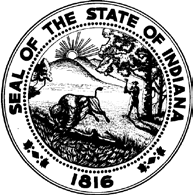 SEAL OF THE STATE OF INDIANA
1816